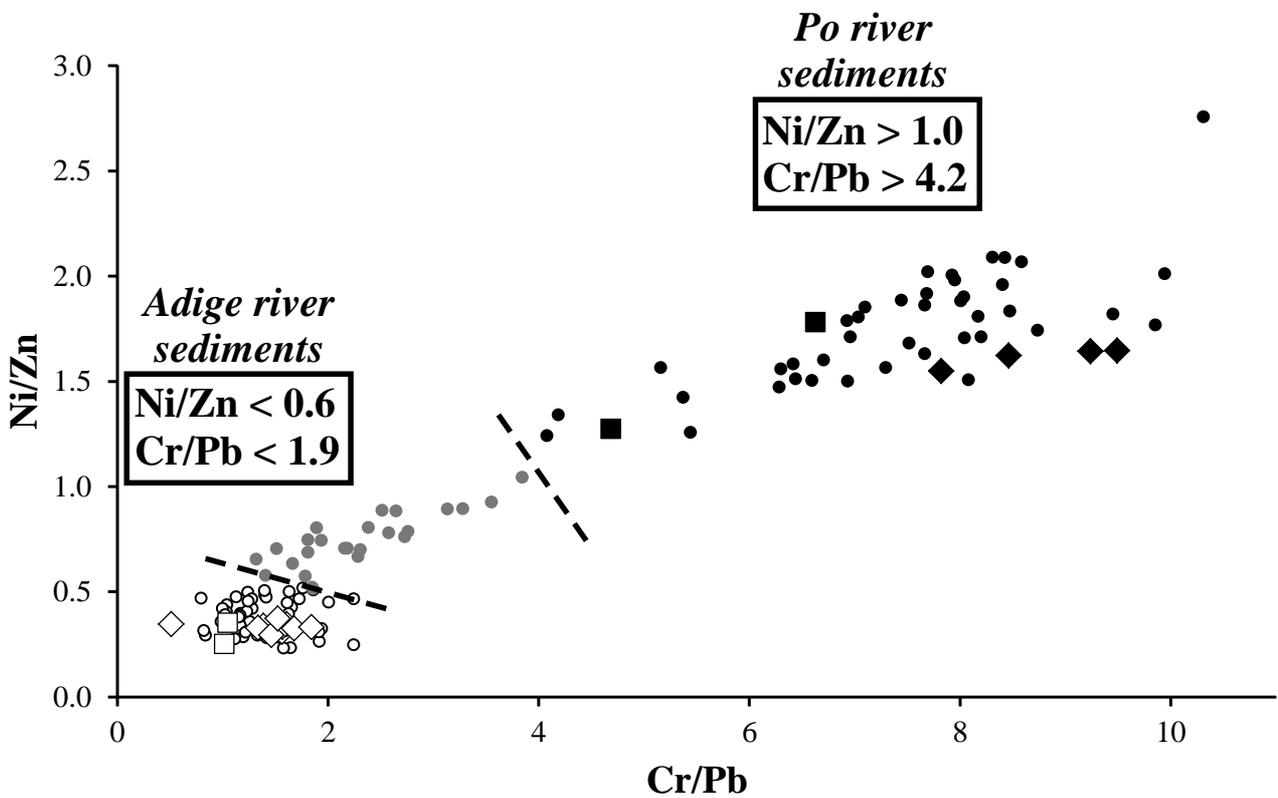 Po river
sediments
Ni/Zn > 1.0
Cr/Pb > 4.2
Adige river
sediments
Ni/Zn < 0.6
Cr/Pb < 1.9
Ni/Zn
3.0
2.5
2.0
1.5
1.0
0.5
0.0
0 2 4 6 8 10
Cr/Pb